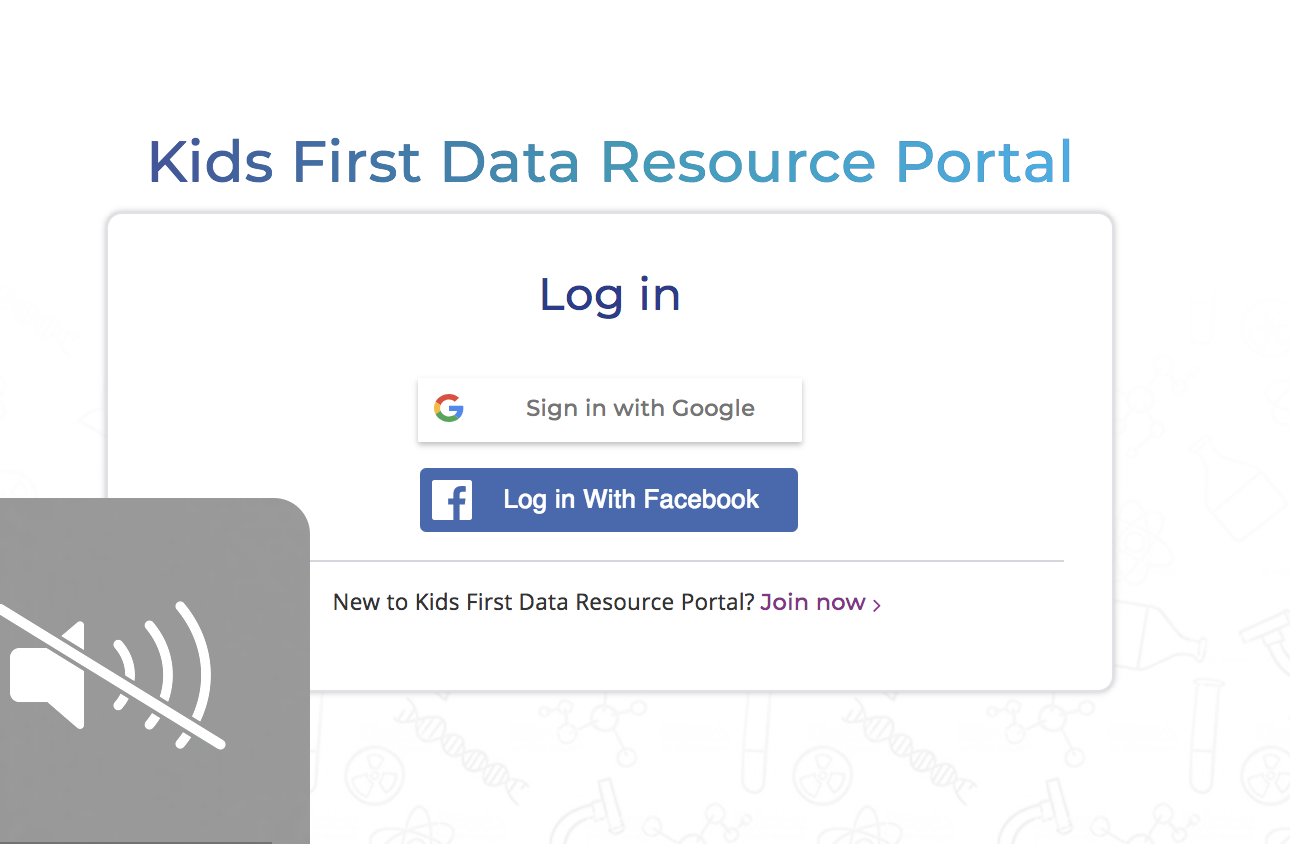 Kids First Data Resource Portal
Log in
Sign in with Google
Log in With Facebook
New to Kids First Data Resource Portal? Join now >